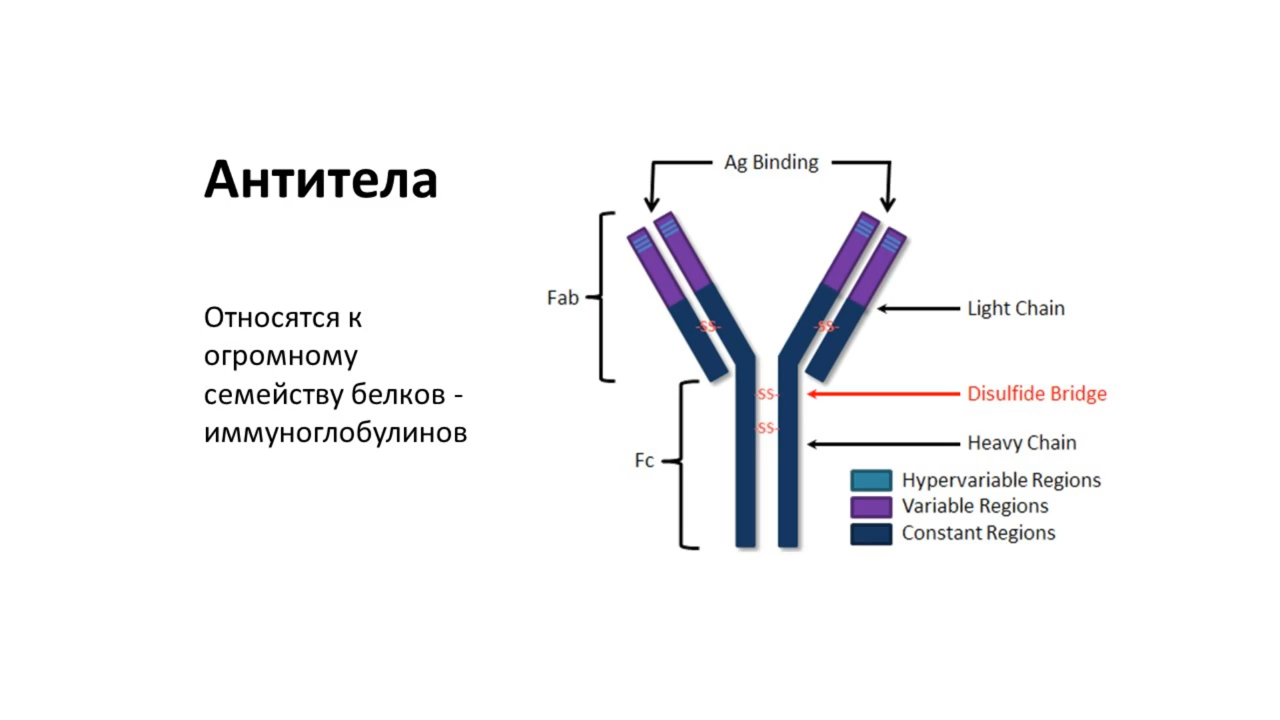 Антитела
Относятся к
огромному
семейству белков -
иммуноглобулинов
Ag Binding
Fab
-SS-
-SS-
Light Chain
-SS-
Disulfide Bridge
-SS-
Heavy Chain
Fc
Hypervariable Regions
Variable Regions
Constant Regions